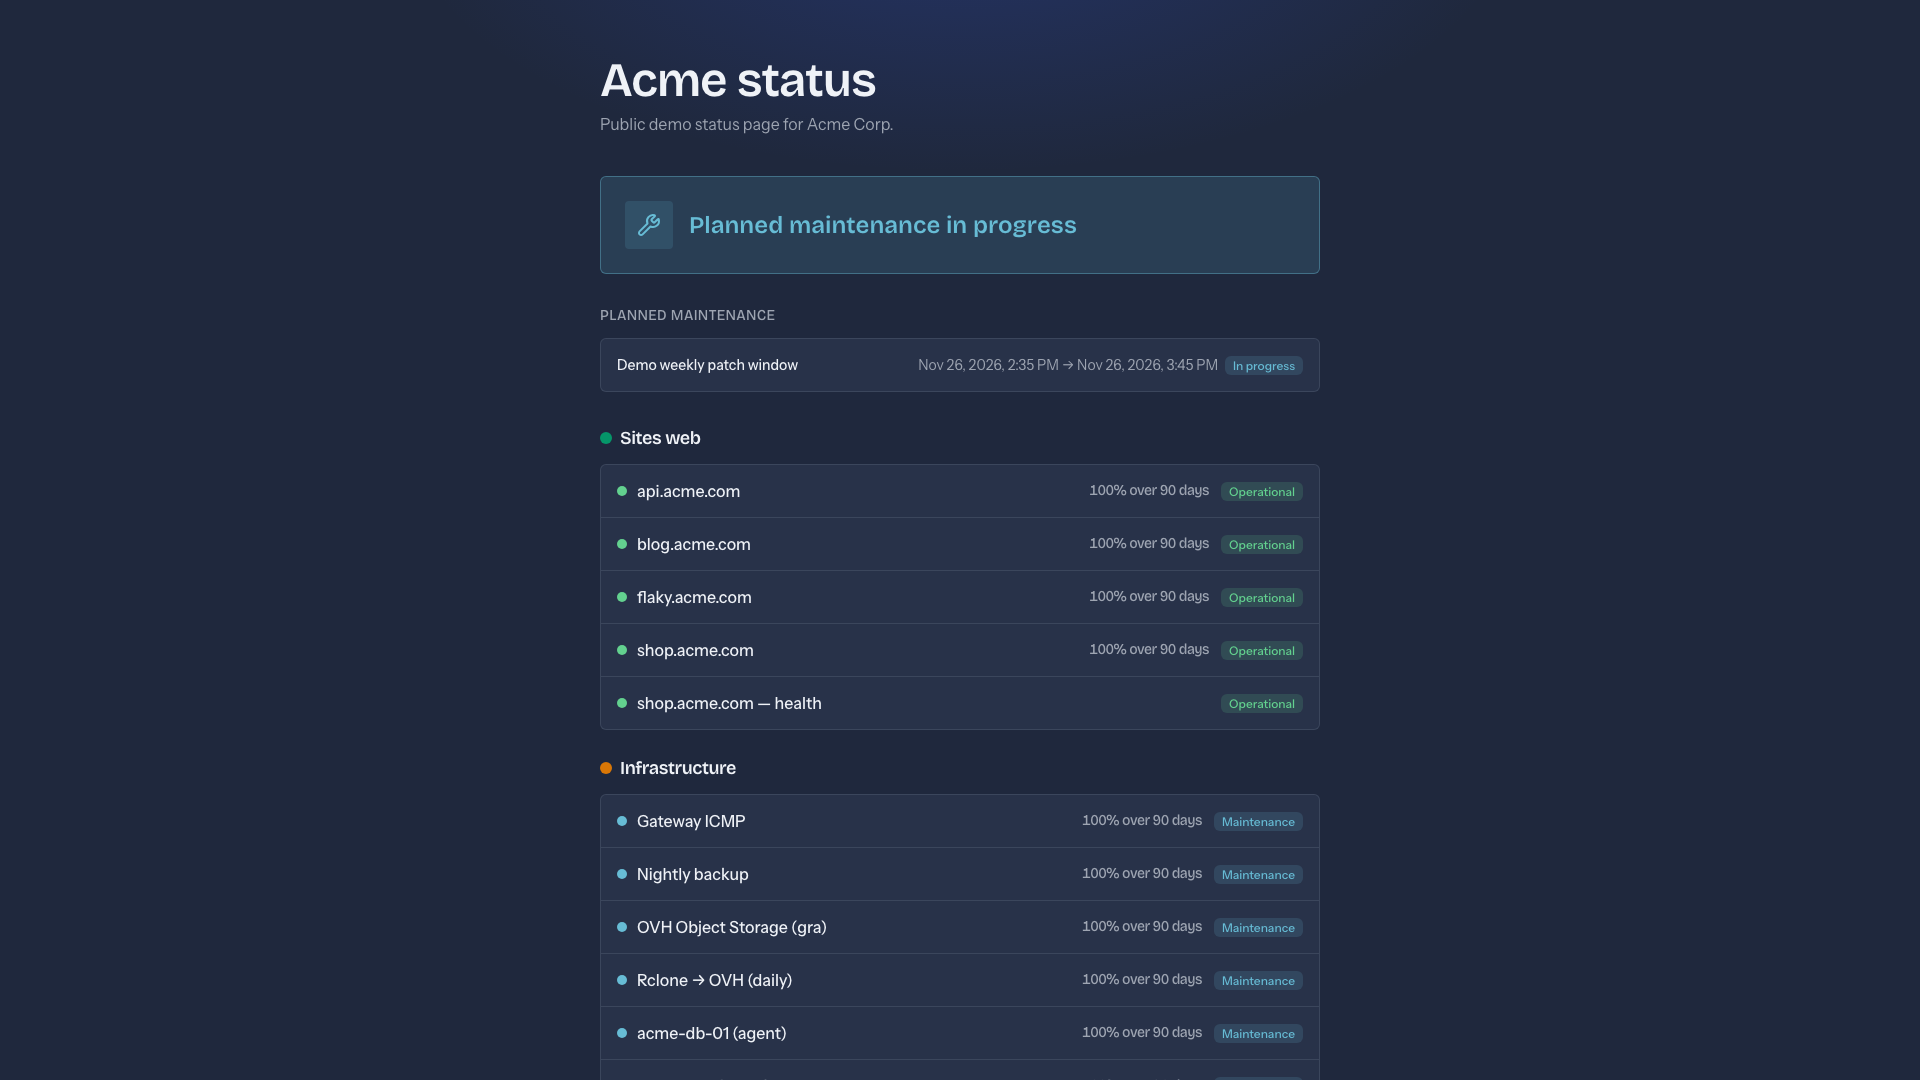 Acme status
Public demo status page for Acme Corp.
Planned maintenance in progress
PLANNED MAINTENANCE
Demo weekly patch window Nov 26, 2026, 2:35 PM → Nov 26, 2026, 3:45 PM In progress
Sites web
api.acme.com 100% over 90 days Operational
blog.acme.com 100% over 90 days Operational
flaky.acme.com 100% over 90 days Operational
shop.acme.com 100% over 90 days Operational
shop.acme.com — health Operational
Infrastructure
Gateway ICMP 100% over 90 days Maintenance
Nightly backup 100% over 90 days Maintenance
OVH Object Storage (gra) 100% over 90 days Maintenance
Rclone → OVH (daily) 100% over 90 days Maintenance
acme-db-01 (agent) 100% over 90 days Maintenance